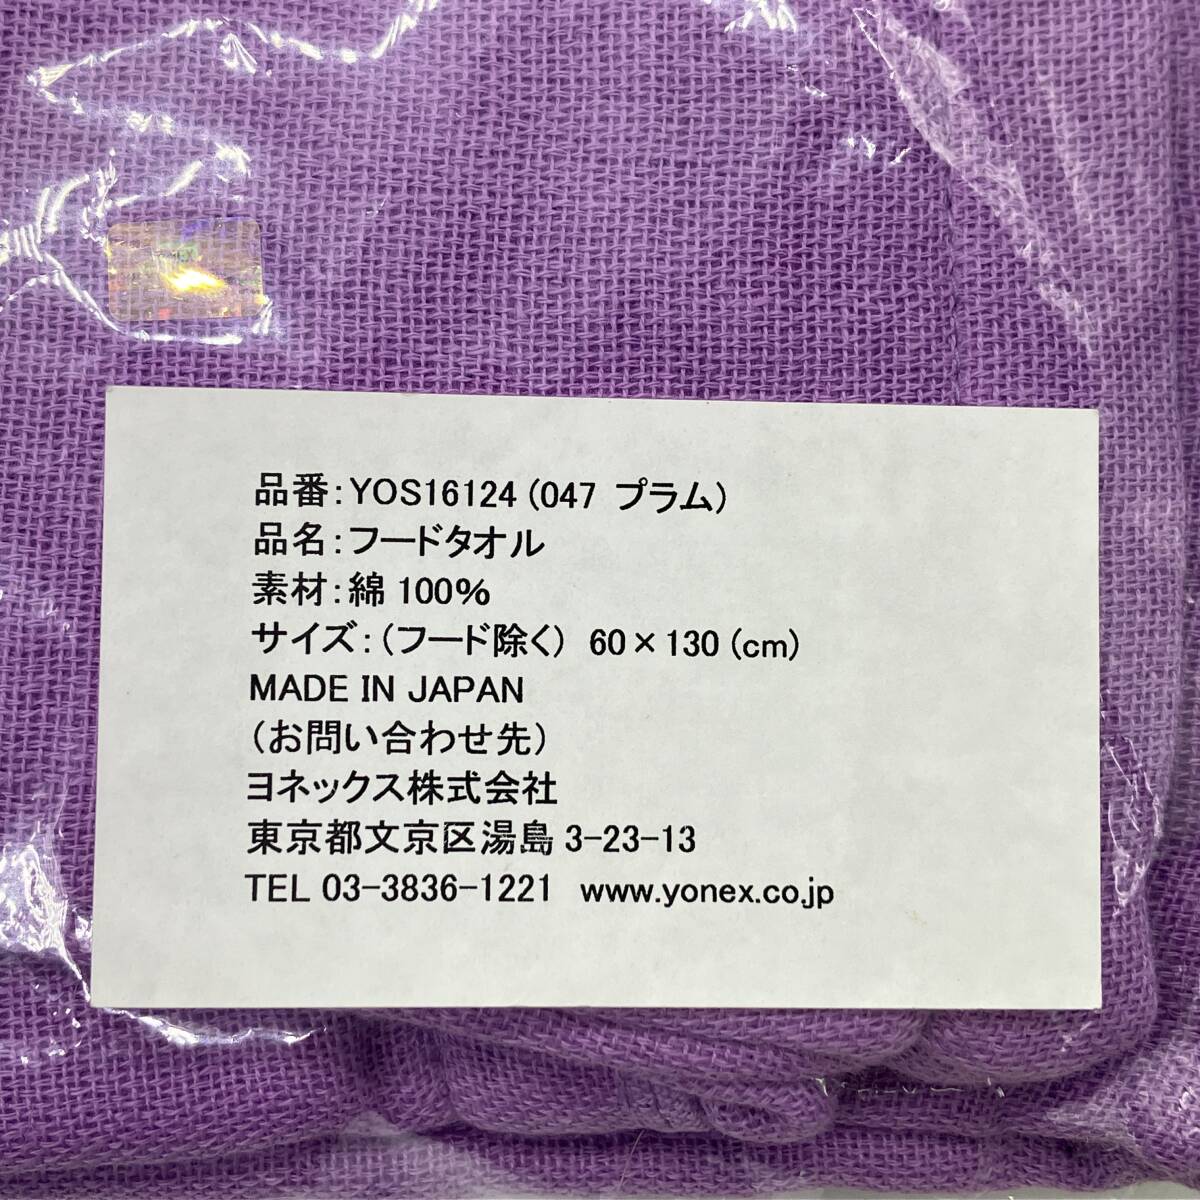 品番:YOS16124(047 プラム)
品名:フードタオル
素材:綿 100%
サイズ:(フード除く) 60×130(cm)
MADE IN JAPAN
(お問い合わせ先)
ヨネックス株式会社
東京都文京区湯島 3-23-13
TEL 03-3836-1221 www.yonex.co.jp